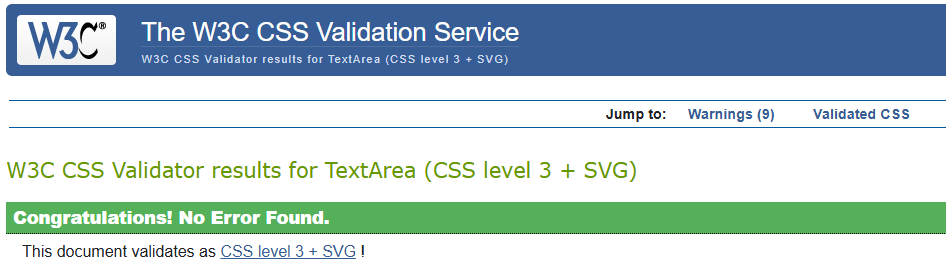 W3C®
The W3C CSS Validation Service
W3C CSS Validator results for TextArea (CSS level 3 + SVG)
Jump to: Warnings (9) Validated CSS
W3C CSS Validator results for TextArea (CSS level 3 + SVG)
Congratulations! No Error Found.
This document validates as CSS level 3 + SVG !